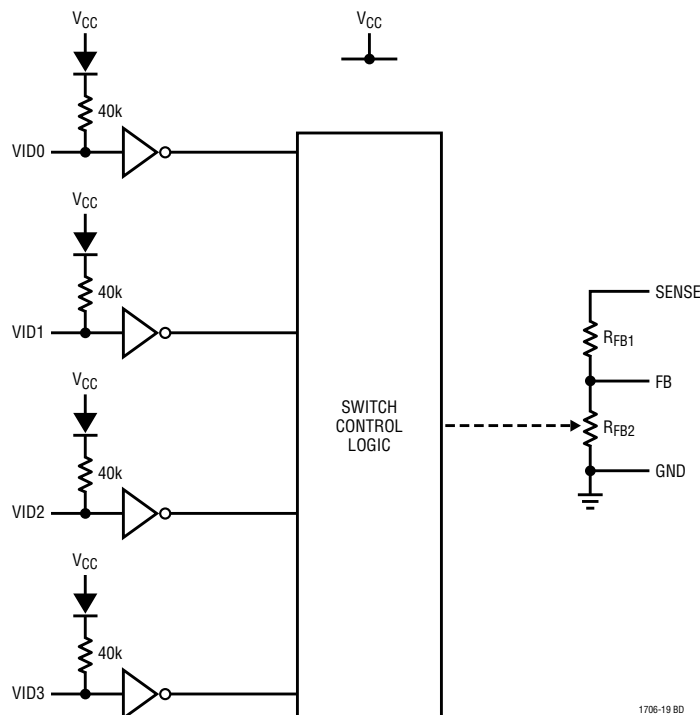 VCC
VCC
40k
VID0
VCC
40k
VID1
SENSE
RFB1
FB
VCC
SWITCH
CONTROL
LOGIC
RFB2
40k
GND
VID2
VCC
40k
VID3
1706-19 BD